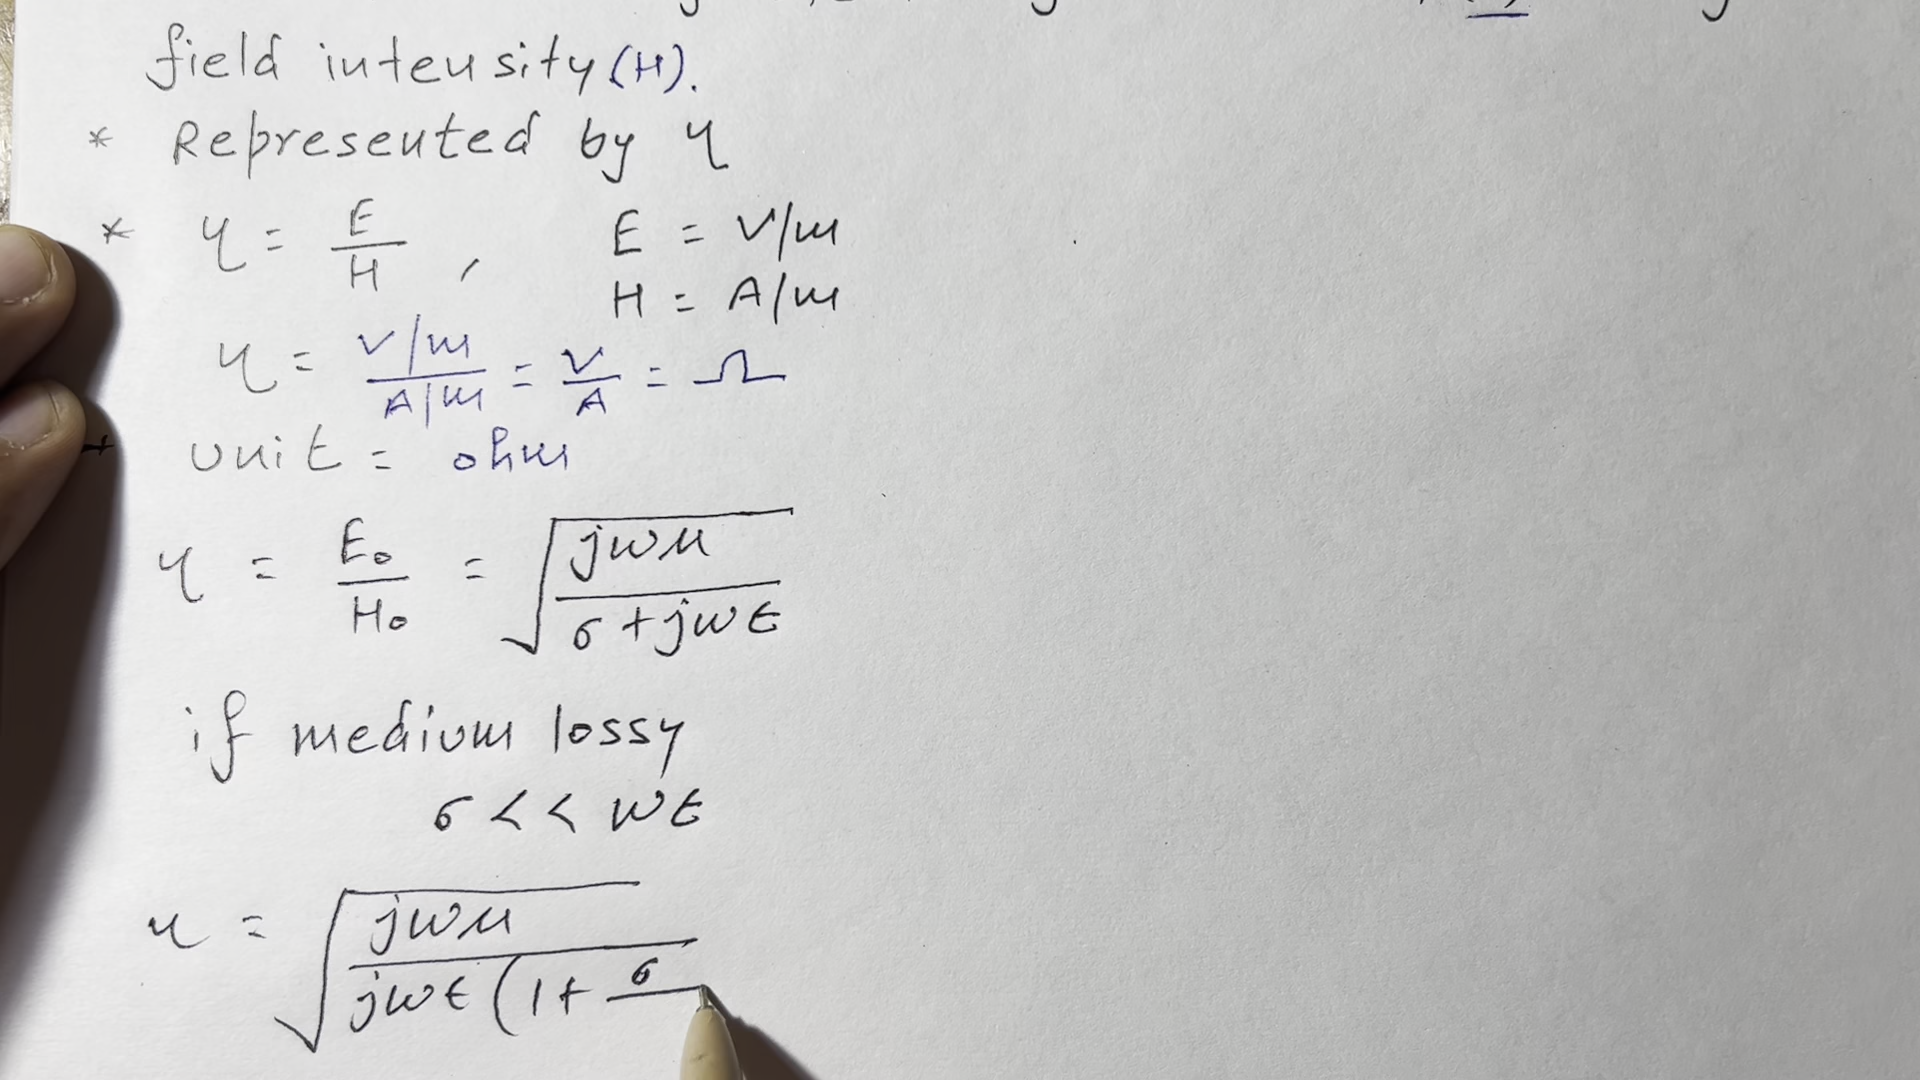 field intensity (H).
* Represented by η
* η = E/H , E = V/m
H = A/m
η = V/m / A/m = V/A = Ω
* unit = ohm
η = E₀/H₀ = √(jωμ / σ+jωε)
if medium lossy
σ << ωε
η = √(jωμ / jωε (1 + σ/